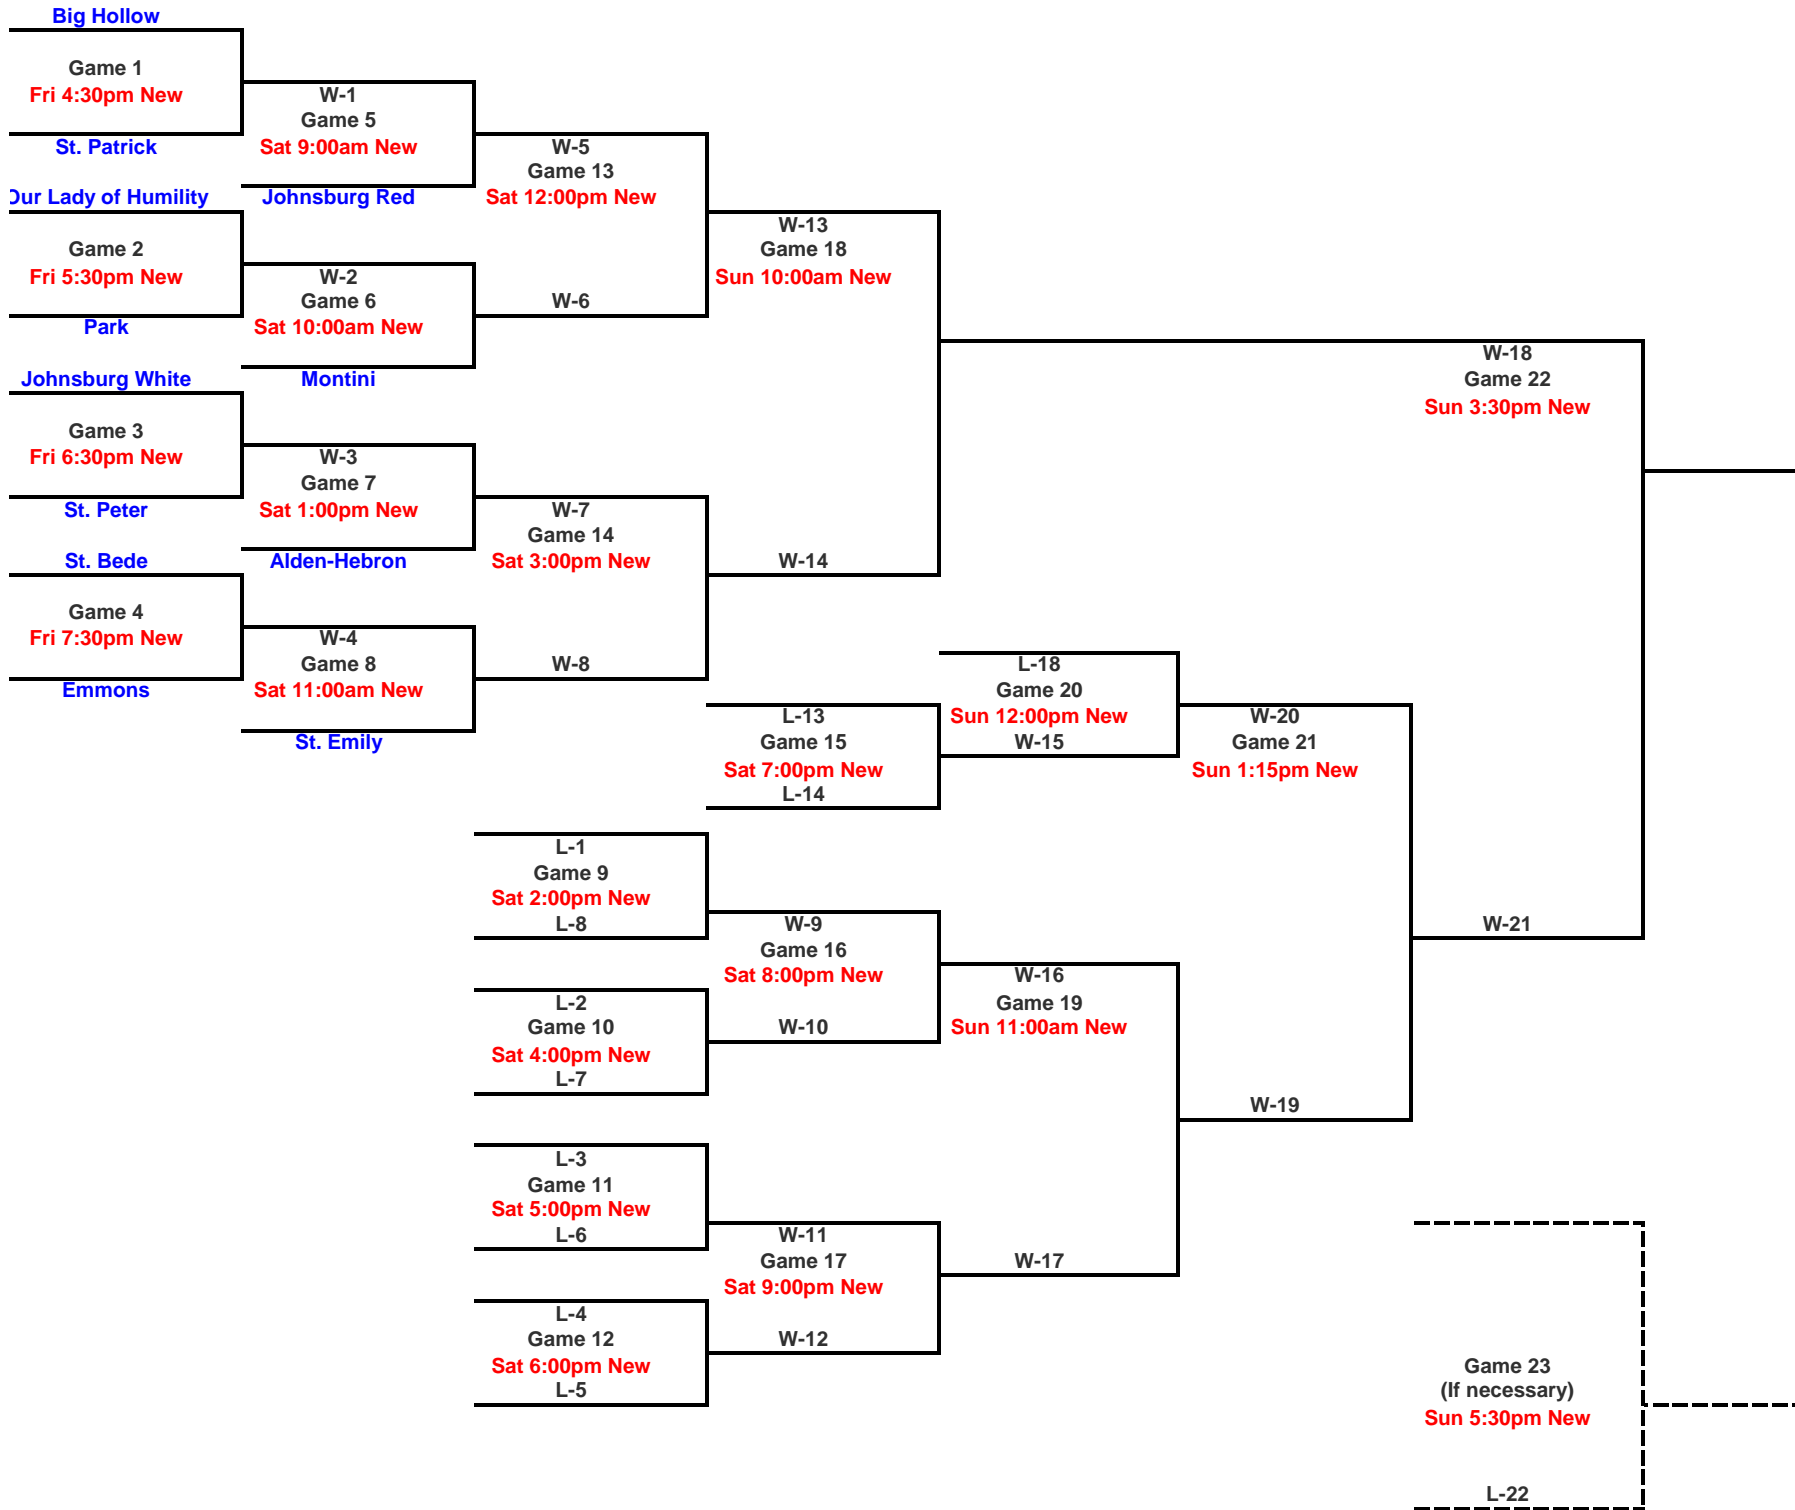 Big Hollow
Game 1
Fri 4:30pm New
St. Patrick
W-1
Game 5
Sat 9:00am New
Johnsburg Red
Our Lady of Humility
Game 2
Fri 5:30pm New
Park
W-2
Game 6
Sat 10:00am New
Montini
W-5
Game 13
Sat 12:00pm New
W-6
Johnsburg White
Game 3
Fri 6:30pm New
St. Peter
W-3
Game 7
Sat 1:00pm New
Alden-Hebron
St. Bede
Game 4
Fri 7:30pm New
Emmons
W-4
Game 8
Sat 11:00am New
St. Emily
W-7
Game 14
Sat 3:00pm New
W-8
W-13
Game 18
Sun 10:00am New
W-14
W-18
Game 22
Sun 3:30pm New
W-21
L-13
Game 15
Sat 7:00pm New
L-14
L-18
Game 20
Sun 12:00pm New
W-15
W-20
Game 21
Sun 1:15pm New
W-19
L-1
Game 9
Sat 2:00pm New
L-8
L-2
Game 10
Sat 4:00pm New
L-7
W-9
Game 16
Sat 8:00pm New
W-10
L-3
Game 11
Sat 5:00pm New
L-6
L-4
Game 12
Sat 6:00pm New
L-5
W-11
Game 17
Sat 9:00pm New
W-12
W-16
Game 19
Sun 11:00am New
W-17
Game 23
(If necessary)
Sun 5:30pm New
L-22